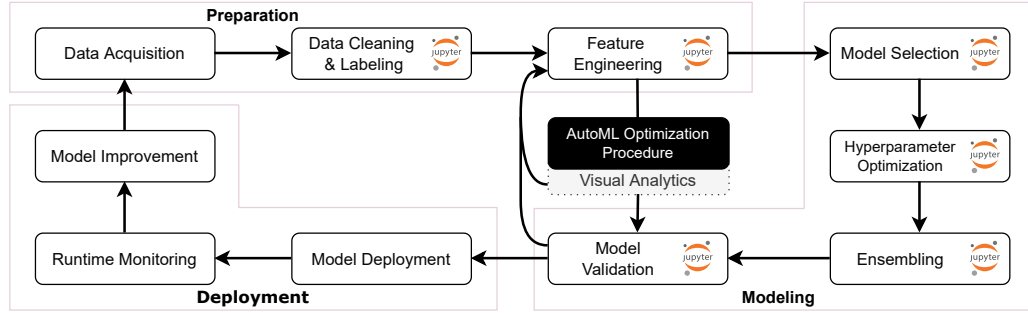 Preparation
Data Acquisition
Data Cleaning
& Labeling
jupyter
Feature
Engineering
jupyter
Model Selection
jupyter
AutoML Optimization
Procedure
Visual Analytics
Model Improvement
Hyperparameter
Optimization
jupyter
Runtime Monitoring
Model Deployment
Model
Validation
jupyter
Ensembling
jupyter
Deployment
Modeling